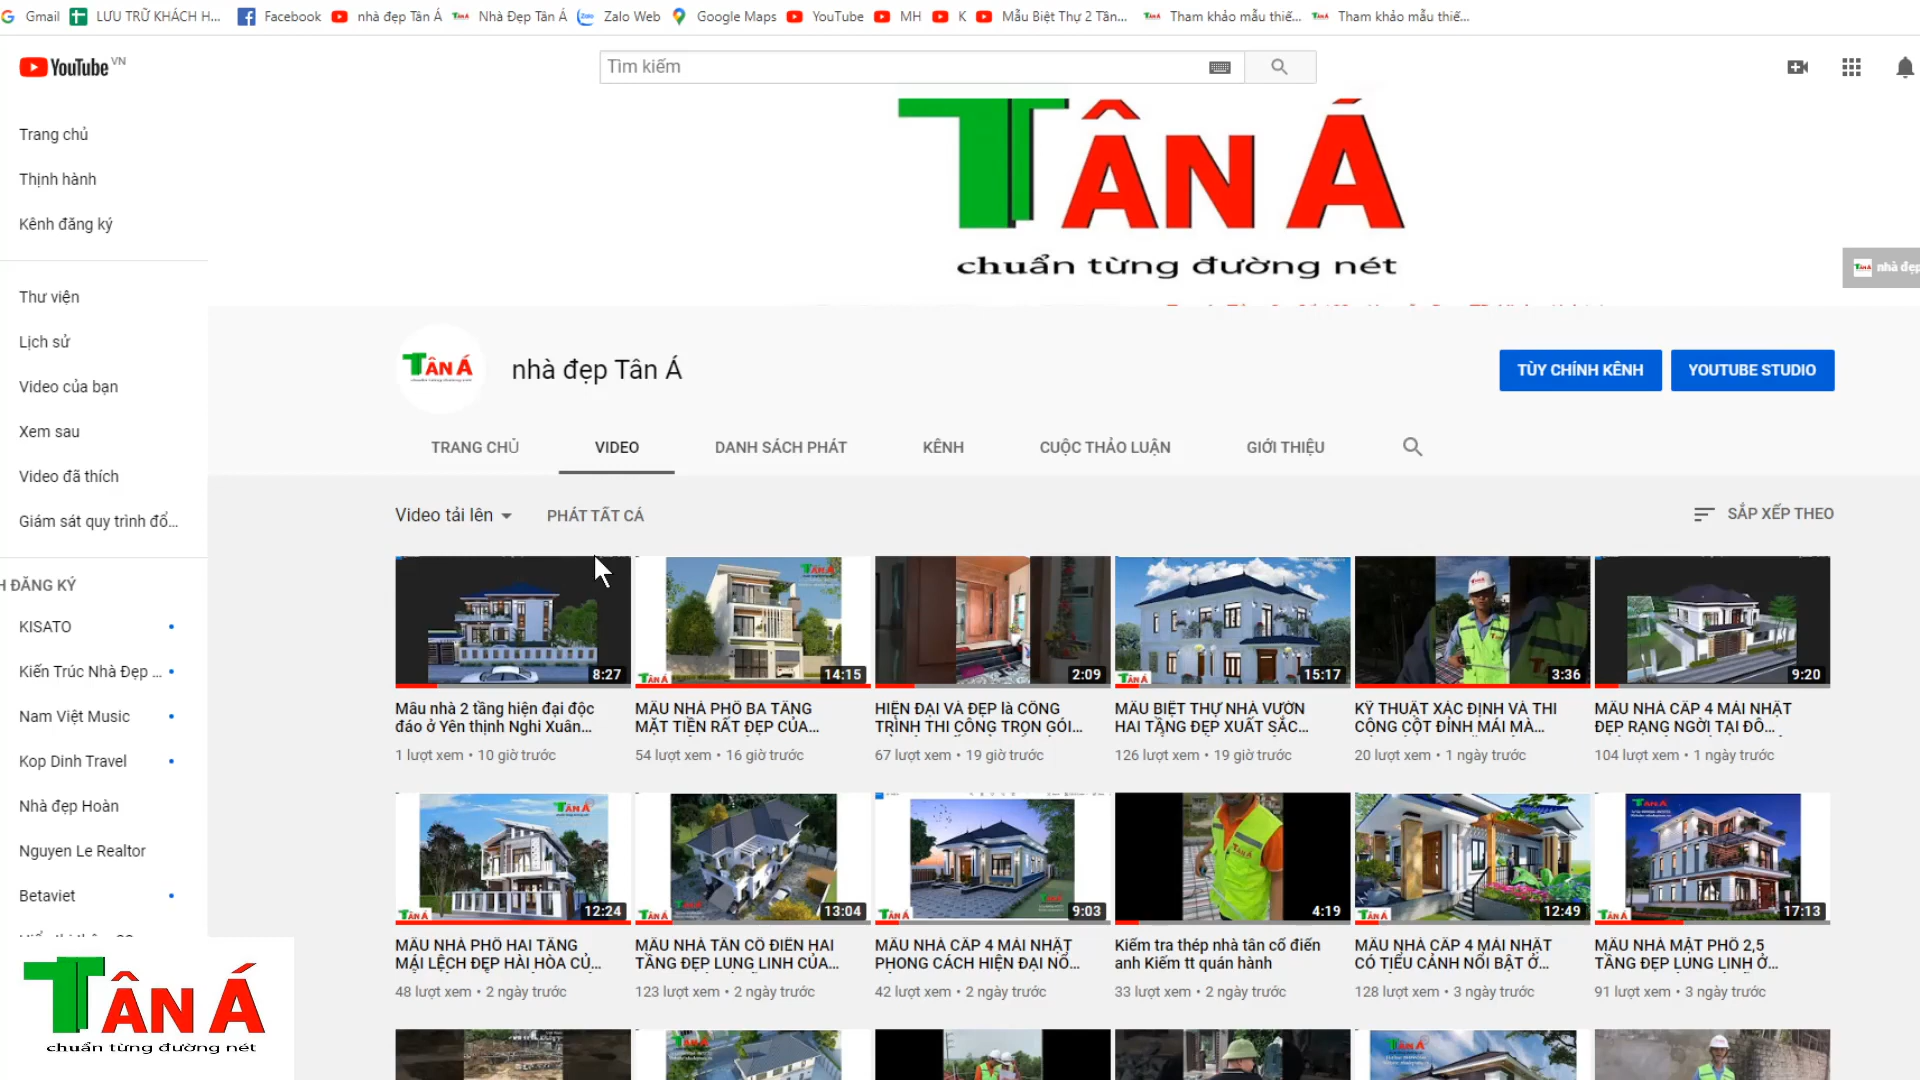 Gmail LƯU TRỮ KHÁCH H... Facebook nhà đẹp Tân Á Nhà Đẹp Tân Á Zalo Web Google Maps YouTube MH K Mẫu Biệt Thự 2 Tần... Tham khảo mẫu thiế... Tham khảo mẫu thiế...
YouTube VN
Tìm kiếm
TÂN Á
chuẩn từng đường nét
nhà đẹp
Trang chủ
Thịnh hành
Kênh đăng ký
Thư viện
Lịch sử
Video của bạn
Xem sau
Video đã thích
Giám sát quy trình đổ...
H ĐĂNG KÝ
KISATO
Kiến Trúc Nhà Đẹp ...
Nam Việt Music
Kop Dinh Travel
Nhà đẹp Hoàn
Nguyen Le Realtor
Betaviet
TÂN Á
chuẩn từng đường nét
TÂN Á
nhà đẹp Tân Á
TÙY CHỈNH KÊNH YOUTUBE STUDIO
TRANG CHỦ VIDEO DANH SÁCH PHÁT KÊNH CUỘC THẢO LUẬN GIỚI THIỆU
Video tải lên PHÁT TẤT CẢ SẮP XẾP THEO
8:27 14:15 2:09 15:17 3:36 9:20
Mẫu nhà 2 tầng hiện đại độc
đáo ở Yên thịnh Nghi Xuân...
1 lượt xem • 10 giờ trước
MẪU NHÀ PHỐ BA TẦNG
MẶT TIỀN RẤT ĐẸP CỦA...
54 lượt xem • 16 giờ trước
HIỆN ĐẠI VÀ ĐẸP là CÔNG
TRÌNH THI CÔNG TRỌN GÓI...
67 lượt xem • 19 giờ trước
MẪU BIỆT THỰ NHÀ VƯỜN
HAI TẦNG ĐẸP XUẤT SẮC...
126 lượt xem • 19 giờ trước
KỸ THUẬT XÁC ĐỊNH VÀ THI
CÔNG CỘT ĐỈNH MÁI MÀ...
20 lượt xem • 1 ngày trước
MẪU NHÀ CẤP 4 MÁI NHẬT
ĐẸP RẠNG NGỜI TẠI ĐÔ...
104 lượt xem • 1 ngày trước
12:24 13:04 9:03 4:19 12:49 17:13
MẪU NHÀ PHỐ HAI TẦNG
MÁI LỆCH ĐẸP HÀI HÒA CỦ...
48 lượt xem • 2 ngày trước
MẪU NHÀ TÂN CỔ ĐIỂN HAI
TẦNG ĐẸP LUNG LINH CỦA...
123 lượt xem • 2 ngày trước
MẪU NHÀ CẤP 4 MÁI NHẬT
PHONG CÁCH HIỆN ĐẠI NỔ...
42 lượt xem • 2 ngày trước
Kiểm tra thép nhà tân cổ điển
anh Kiếm tt quán hành
33 lượt xem • 2 ngày trước
MẪU NHÀ CẤP 4 MÁI NHẬT
CÓ TIỂU CẢNH NỔI BẬT Ở...
128 lượt xem • 3 ngày trước
MẪU NHÀ MẶT PHỐ 2,5
TẦNG ĐẸP LUNG LINH Ở...
91 lượt xem • 3 ngày trước